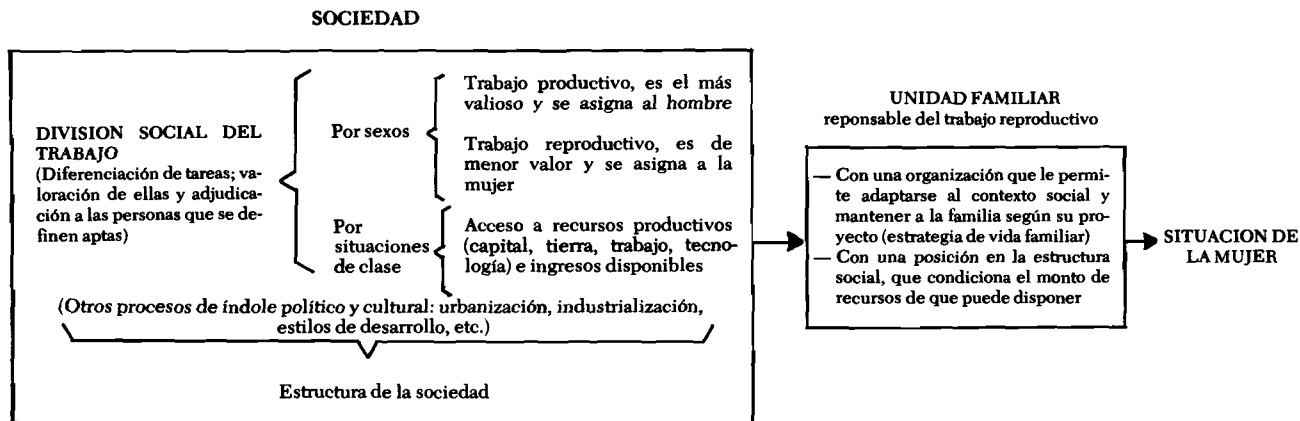 SOCIEDAD
DIVISION SOCIAL DEL
TRABAJO
(Diferenciación de tareas; va-
loración de ellas y adjudica-
ción a las personas que se de-
finen aptas)
Por sexos
Trabajo productivo, es el más
valioso y se asigna al hombre
Trabajo reproductivo, es de
menor valor y se asigna a la
mujer
Por
situaciones
de clase
Acceso a recursos productivos
(capital, tierra, trabajo, tecno-
logía) e ingresos disponibles
(Otros procesos de índole político y cultural: urbanización, industrialización,
estilos de desarrollo, etc.)
Estructura de la sociedad
UNIDAD FAMILIAR
reponsable del trabajo reproductivo
— Con una organización que le permi-
te adaptarse al contexto social y
mantener a la familia según su pro-
yecto (estrategia de vida familiar)
— Con una posición en la estructura
social, que condiciona el monto de
recursos de que puede disponer
SITUACION DE
LA MUJER